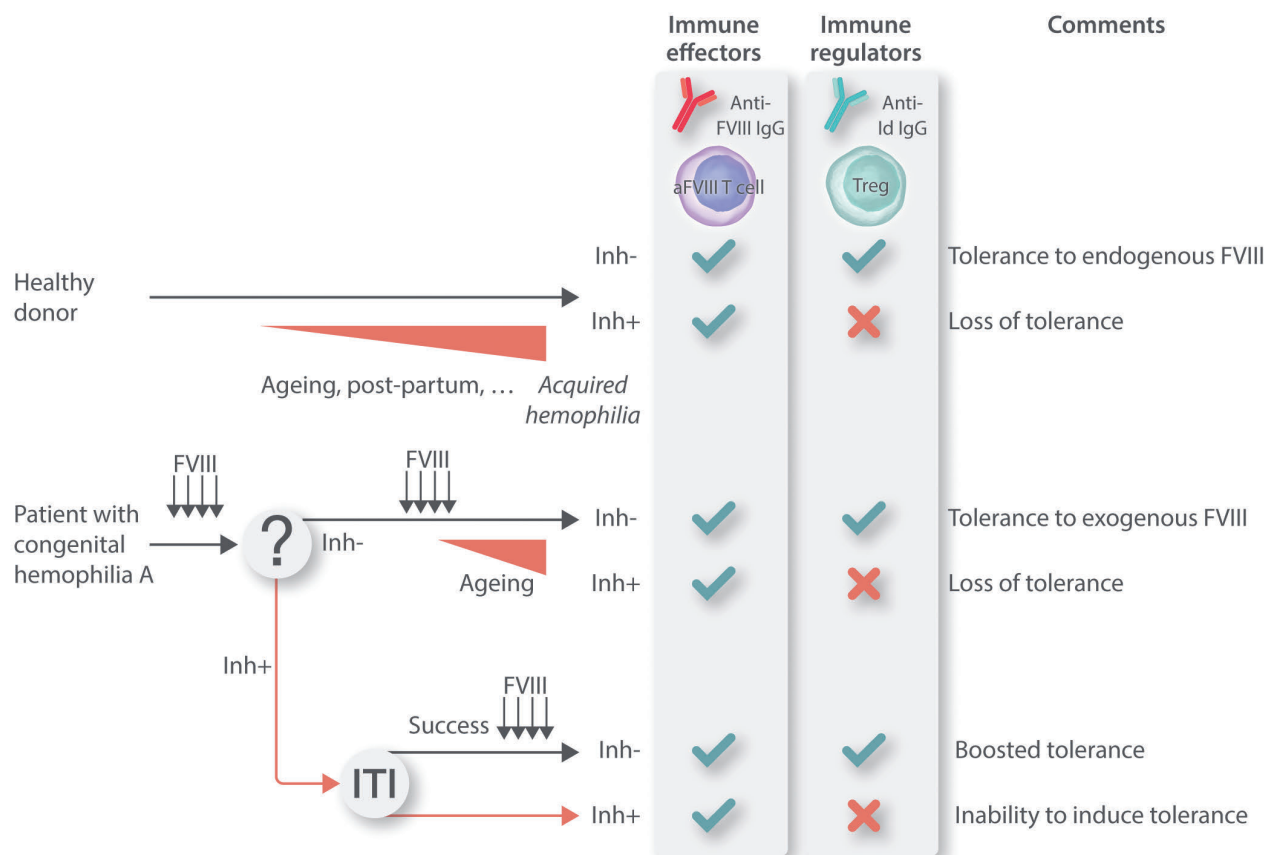 Immune
effectors
Immune
regulators
Comments
Anti-
FVIII IgG
Anti-
Id IgG
aFVIII T cell
Treg
Healthy
donor
Inh-
Tolerance to endogenous FVIII
Inh+
Loss of tolerance
Ageing, post-partum, …
Acquired
hemophilia
FVIII
FVIII
Patient with
congenital
hemophilia A
?
Inh-
Inh-
Tolerance to exogenous FVIII
Ageing
Inh+
Loss of tolerance
Inh+
FVIII
Success
Inh-
Boosted tolerance
ITI
Inh+
Inability to induce tolerance